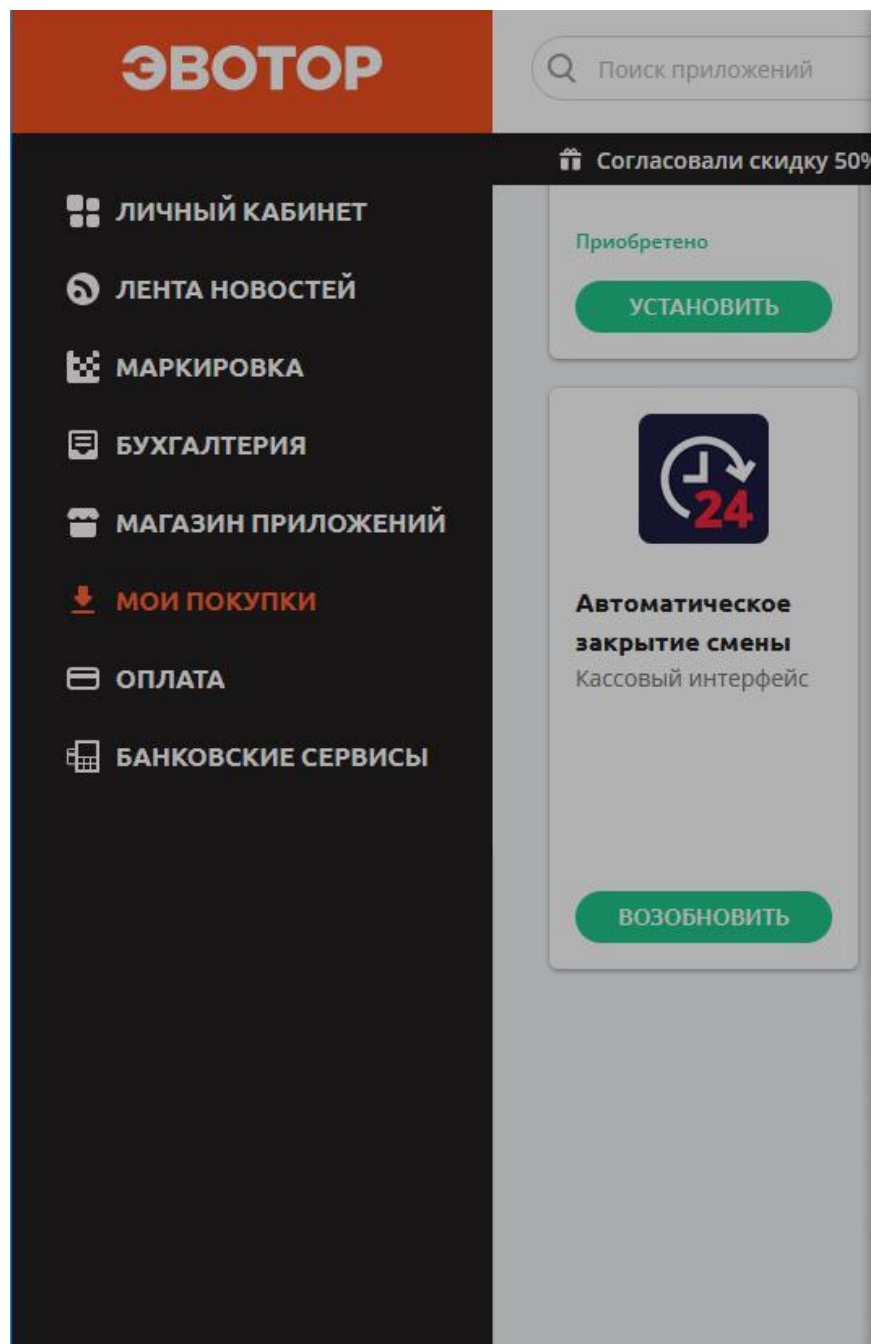 ЭВОТОР
Поиск приложений
Согласовали скидку 50%
ЛИЧНЫЙ КАБИНЕТ
ЛЕНТА НОВОСТЕЙ
МАРКИРОВКА
БУХГАЛТЕРИЯ
МАГАЗИН ПРИЛОЖЕНИЙ
МОИ ПОКУПКИ
ОПЛАТА
БАНКОВСКИЕ СЕРВИСЫ
Приобретено
УСТАНОВИТЬ
24
Автоматическое
закрытие смены
Кассовый интерфейс
ВОЗОБНОВИТЬ